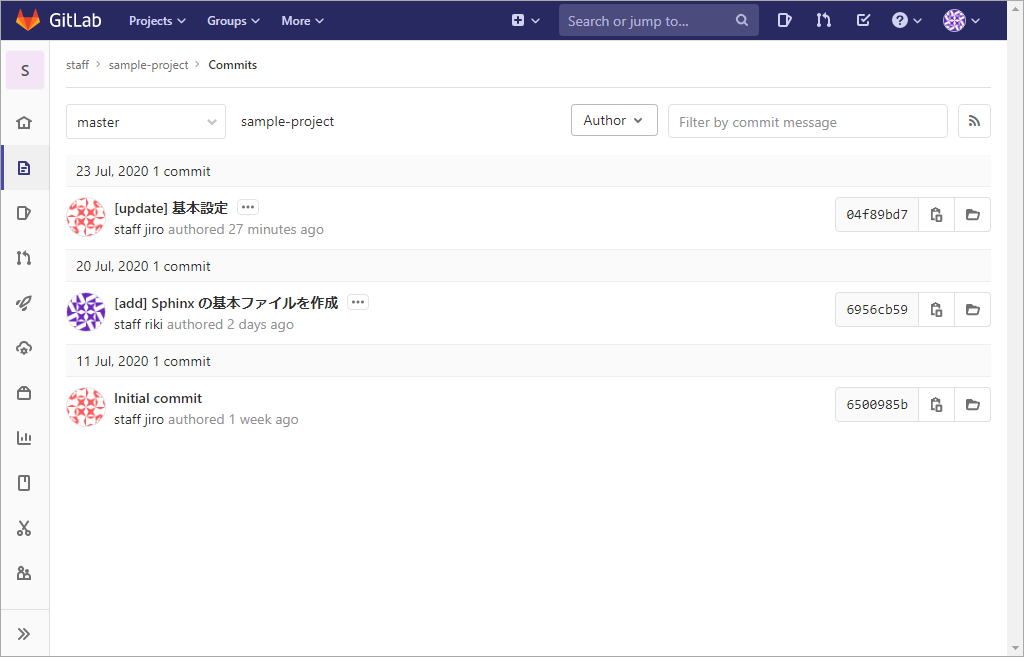 GitLab Projects Groups More Search or jump to...
S
staff › sample-project › Commits
master sample-project Author Filter by commit message
23 Jul, 2020 1 commit
[update] 基本設定 ···
04f89bd7
staff jiro authored 27 minutes ago
20 Jul, 2020 1 commit
[add] Sphinx の基本ファイルを作成 ···
6956cb59
staff riki authored 2 days ago
11 Jul, 2020 1 commit
Initial commit
6500985b
staff jiro authored 1 week ago